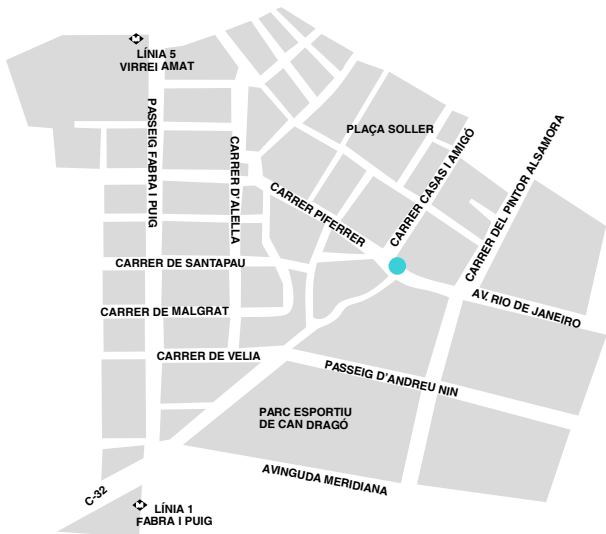 LÍNIA 5
VIRREI AMAT
PASSEIG FABRA I PUIG
CARRER D'ALELLA
PLAÇA SOLLER
CARRER PIFERRER
CARRER CASAS I AMIGÓ
CARRER DEL PINTOR ALSAMORA
CARRER DE SANTAPAU
AV. RIO DE JANEIRO
CARRER DE MALGRAT
CARRER DE VELIA
PASSEIG D'ANDREU NIN
PARC ESPORTIU
DE CAN DRAGÓ
AVINGUDA MERIDIANA
C-32
LÍNIA 1
FABRA I PUIG